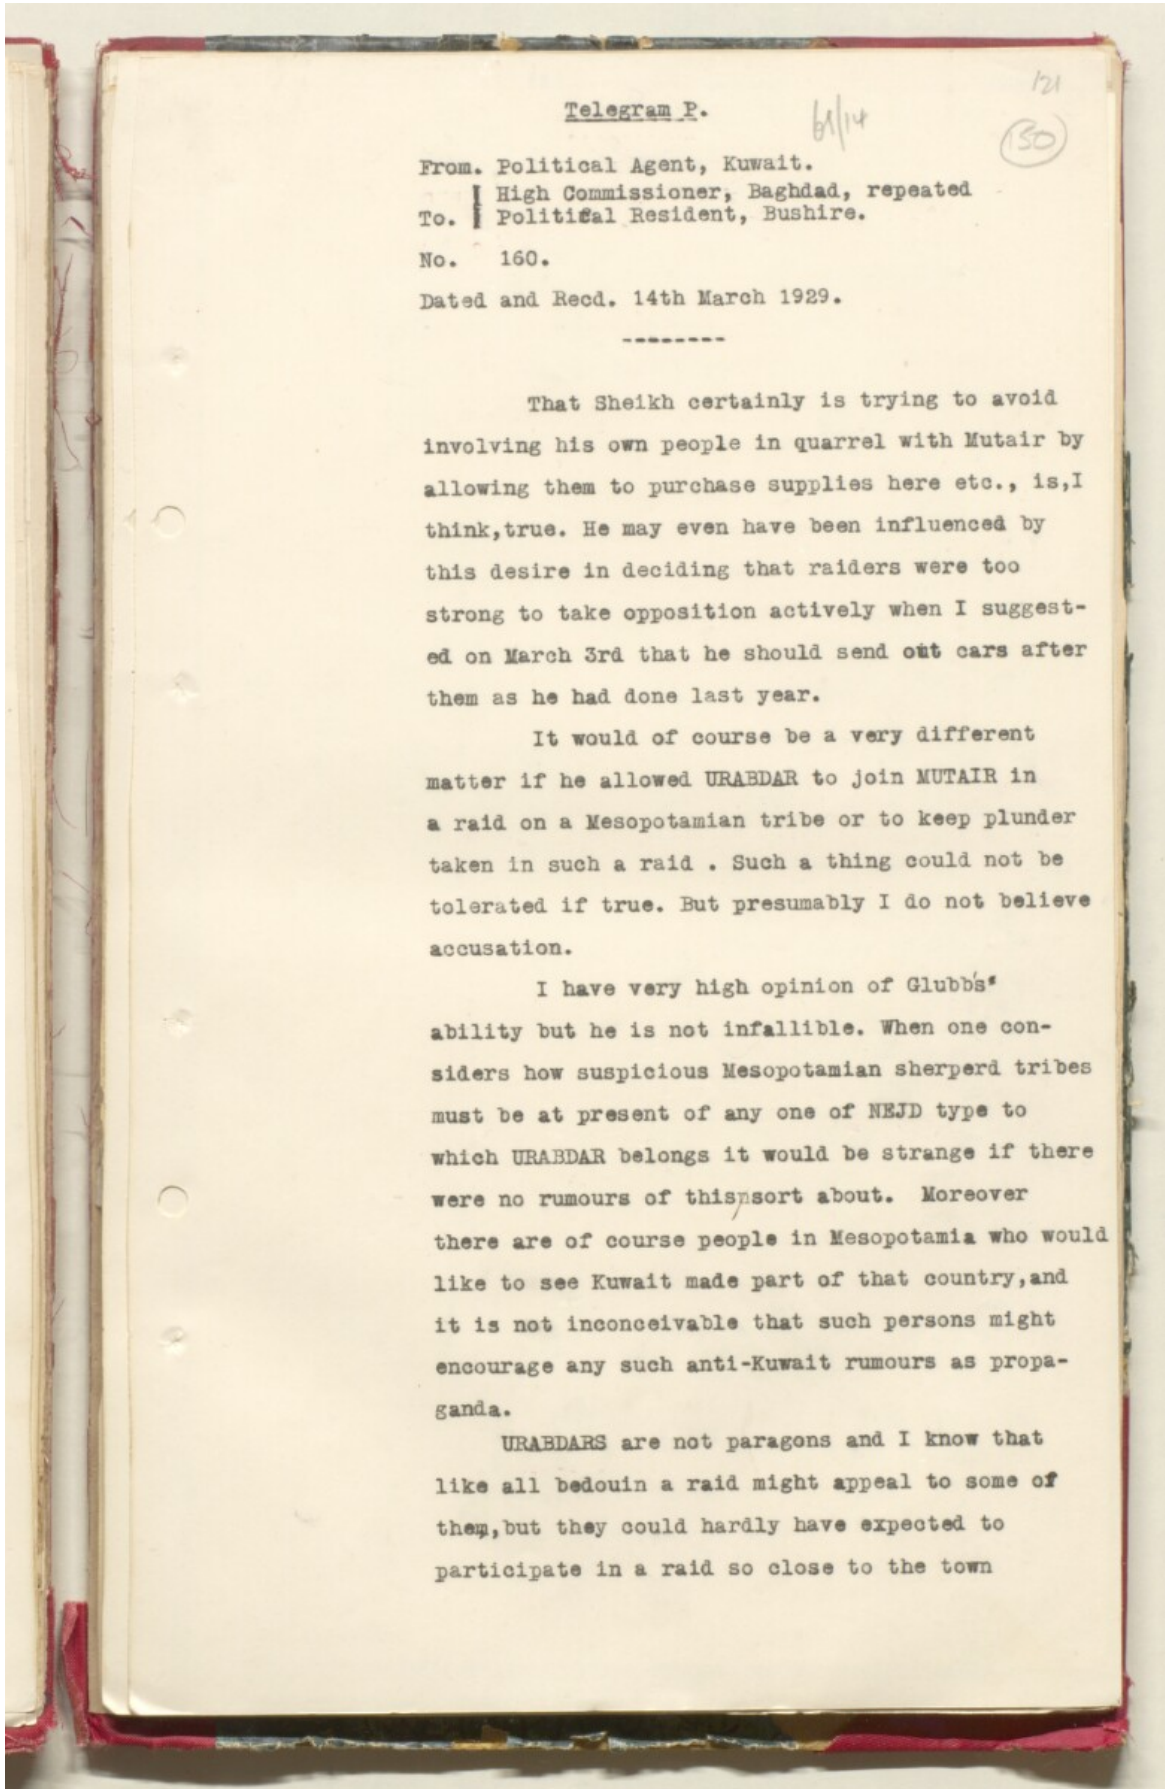 121
Telegram P.
61/14
150
From. Political Agent, Kuwait.
High Commissioner, Baghdad, repeated
To. Political Resident, Bushire.
No. 160.
Dated and Recd. 14th March 1929.
--------
That Sheikh certainly is trying to avoid
involving his own people in quarrel with Mutair by
allowing them to purchase supplies here etc., is,I
think,true. He may even have been influenced by
this desire in deciding that raiders were too
strong to take opposition actively when I suggest-
ed on March 3rd that he should send out cars after
them as he had done last year.
It would of course be a very different
matter if he allowed URABDAR to join MUTAIR in
a raid on a Mesopotamian tribe or to keep plunder
taken in such a raid . Such a thing could not be
tolerated if true. But presumably I do not believe
accusation.
I have very high opinion of Glubb's'
ability but he is not infallible. When one con-
siders how suspicious Mesopotamian sherperd tribes
must be at present of any one of NEJD type to
which URABDAR belongs it would be strange if there
were no rumours of this sort about. Moreover
there are of course people in Mesopotamia who would
like to see Kuwait made part of that country,and
it is not inconceivable that such persons might
encourage any such anti-Kuwait rumours as propa-
ganda.
URABDARS are not paragons and I know that
like all bedouin a raid might appeal to some of
them,but they could hardly have expected to
participate in a raid so close to the town